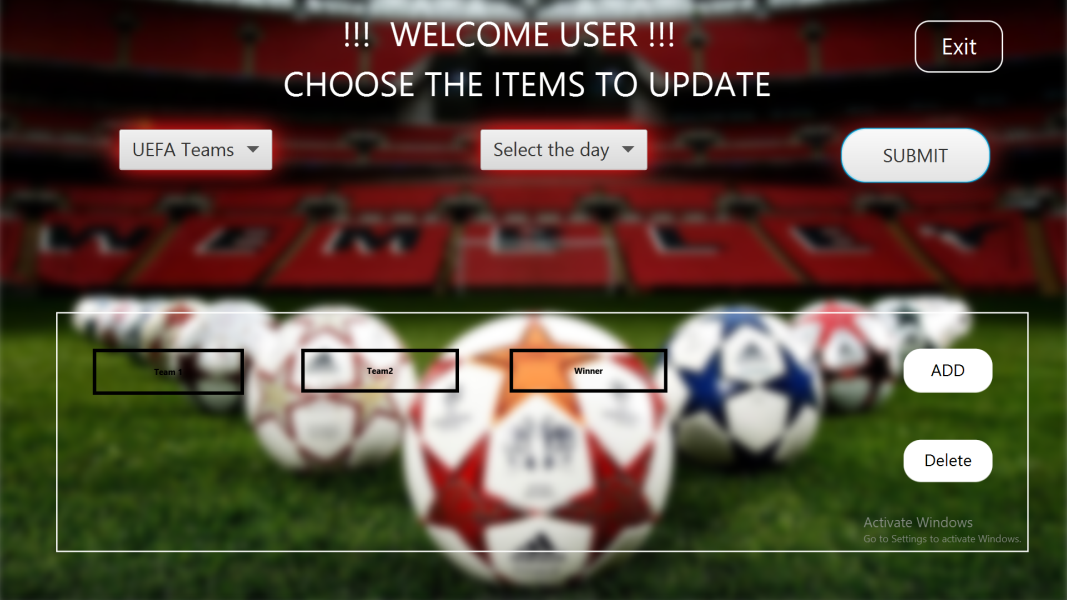 !!! WELCOME USER !!!
Exit
CHOOSE THE ITEMS TO UPDATE
UEFA Teams
Select the day
SUBMIT
WEMBLEY
Team 1
Team2
Winner
ADD
Delete
Activate Windows
Go to Settings to activate Windows.